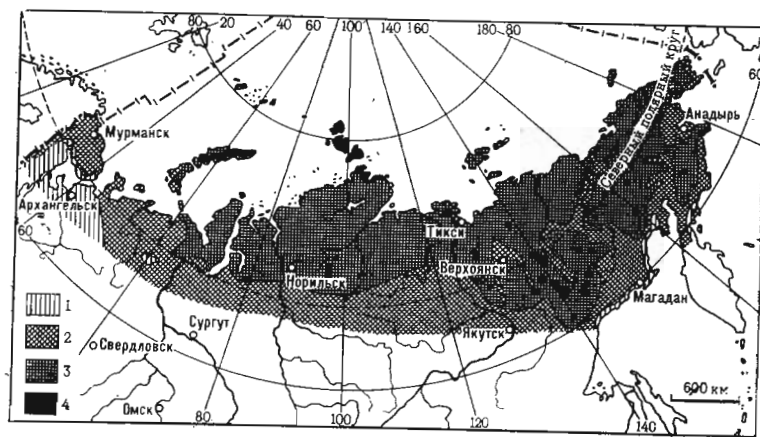 80 20 40 60 100 140 160 180 80
60
Северный полярный круг
Анадырь
Мурманск
Архангельск
60
Тикси
Верхоянск
Норильск
Магадан
1
2
Сургут
Якутск
3
Свердловск
4
600 км
Омск
80
100
120
140